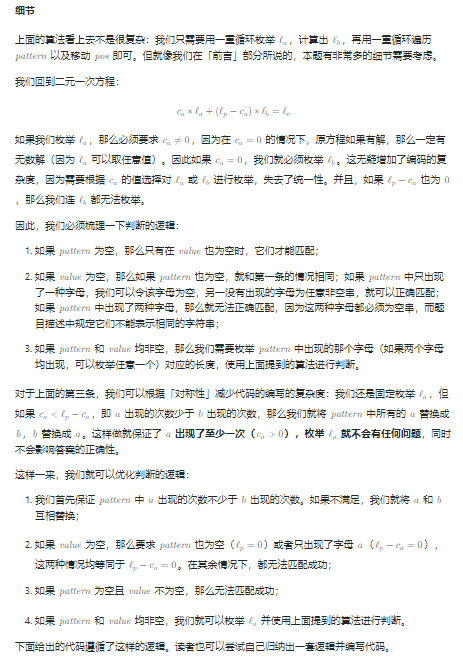 细节
上面的算法看上去不是很复杂：我们只需要用一重循环枚举 ℓₐ，计算出 ℓ_b，再用一重循环遍历
pattern 以及移动 pos 即可。但就像我们在「前言」部分所说的，本题有非常多的细节需要考虑。
我们回到二元一次方程：
cₐ * ℓₐ + (ℓₚ − cₐ) * ℓ_b = ℓᵥ
如果我们枚举 ℓₐ，那么必须要求 cₐ ≠ 0，因为在 cₐ = 0 的情况下，原方程如果有解，那么一定有
无数解（因为 ℓₐ 可以取任意值）。因此如果 cₐ = 0，我们就必须枚举 ℓ_b。这无疑增加了编码的复
杂度，因为需要根据 cₐ 的值选择对 ℓₐ 或 ℓ_b 进行枚举，失去了统一性。并且，如果 ℓₚ − cₐ 也为 0
，那么我们连 ℓ_b 都无法枚举。
因此，我们必须梳理一下判断的逻辑：
1. 如果 pattern 为空，那么只有在 value 也为空时，它们才能匹配；
2. 如果 value 为空，那么如果 pattern 也为空，就和第一条的情况相同；如果 pattern 中只出现
了一种字母，我们可以令该字母为空，另一没有出现的字母为任意非空串，就可以正确匹配；
如果 pattern 中出现了两种字母，那么就无法正确匹配，因为这两种字母都必须为空串，而题
目描述中规定它们不能表示相同的字符串；
3. 如果 pattern 和 value 均非空，那么我们需要枚举 pattern 中出现的那个字母（如果两个字母
均出现，可以枚举任意一个）对应的长度，使用上面提到的算法进行判断。
对于上面的第三条，我们可以根据「对称性」减少代码的编写的复杂度：我们还是固定枚举 ℓₐ，但
如果 cₐ < ℓₚ − cₐ，即 a 出现的次数少于 b 出现的次数，那么我们就将 pattern 中所有的 a 替换成
b，b 替换成 a。这样做就保证了 a 出现了至少一次（cₐ > 0），枚举 ℓₐ 就不会有任何问题，同时
不会影响答案的正确性。
这样一来，我们就可以优化判断的逻辑：
1. 我们首先保证 pattern 中 a 出现的次数不少于 b 出现的次数。如果不满足，我们就将 a 和 b
互相替换；
2. 如果 value 为空，那么要求 pattern 也为空（ℓₚ = 0）或者只出现了字母 a（ℓₚ − cₐ = 0），
这两种情况均等同于 ℓₚ − cₐ = 0。在其余情况下，都无法匹配成功；
3. 如果 pattern 为空且 value 不为空，那么无法匹配成功；
4. 如果 pattern 和 value 均非空，我们就可以枚举 ℓₐ 并使用上面提到的算法进行判断。
下面给出的代码遵循了这样的逻辑。读者也可以尝试自己归纳出一套逻辑并编写代码。